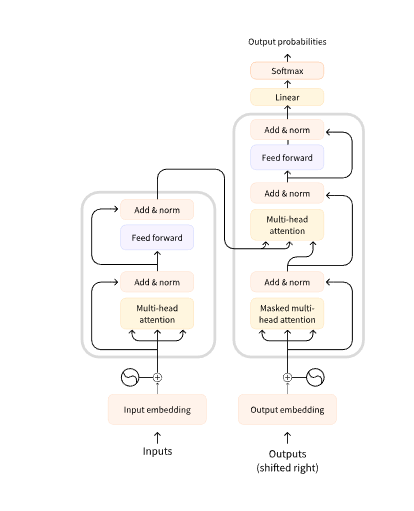 Output probabilities
Softmax
Linear
Add & norm
Feed forward
Add & norm
Multi-head
attention
Add & norm
Masked multi-
head attention
Output embedding
Outputs
(shifted right)
Add & norm
Feed forward
Add & norm
Multi-head
attention
Input embedding
Inputs